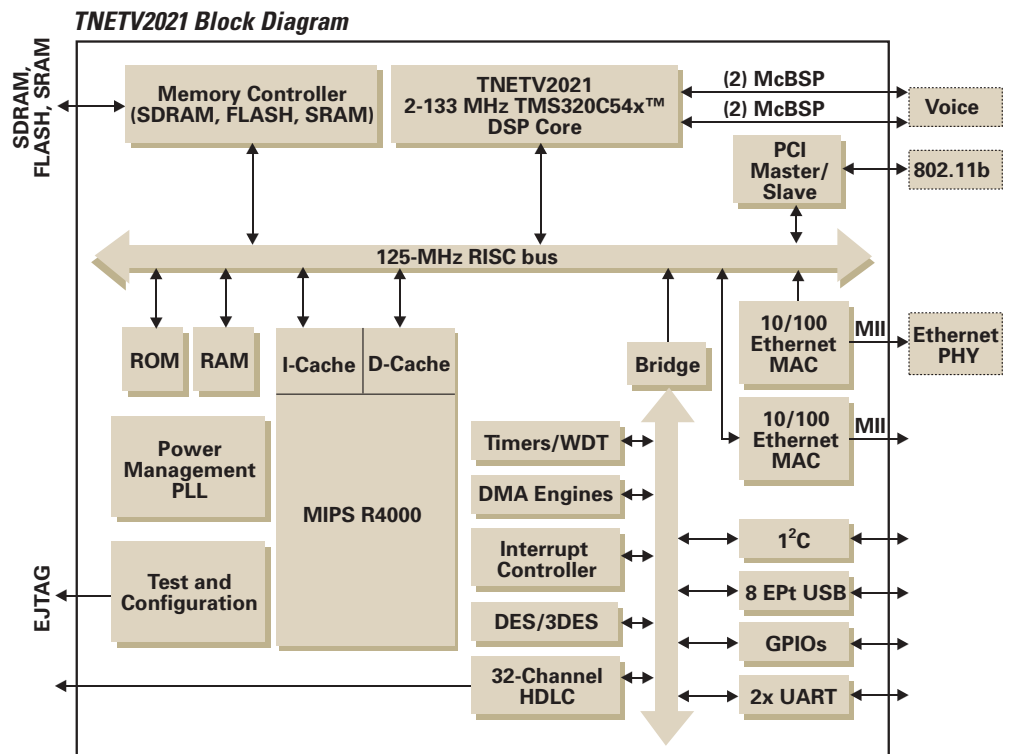 TNETV2021 Block Diagram
SDRAM,
FLASH, SRAM
Memory Controller
(SDRAM, FLASH, SRAM)
TNETV2021
2-133 MHz TMS320C54x™
DSP Core
(2) McBSP
(2) McBSP
Voice
PCI
Master/
Slave
802.11b
125-MHz RISC bus
ROM
RAM
I-Cache
D-Cache
MIPS R4000
Bridge
10/100
Ethernet
MAC
MII
Ethernet
PHY
10/100
Ethernet
MAC
MII
Power
Management
PLL
Timers/WDT
DMA Engines
Interrupt
Controller
DES/3DES
32-Channel
HDLC
1²C
8 EPt USB
GPIOs
2x UART
Test and
Configuration
EJTAG